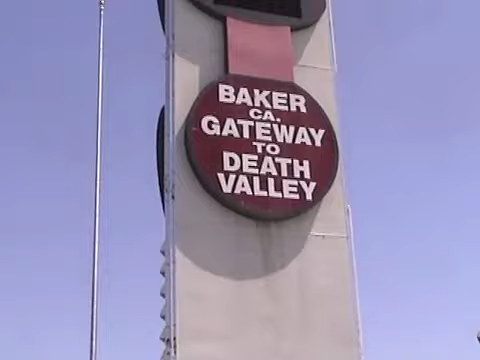 BAKER
CA.
GATEWAY
TO
DEATH
VALLEY